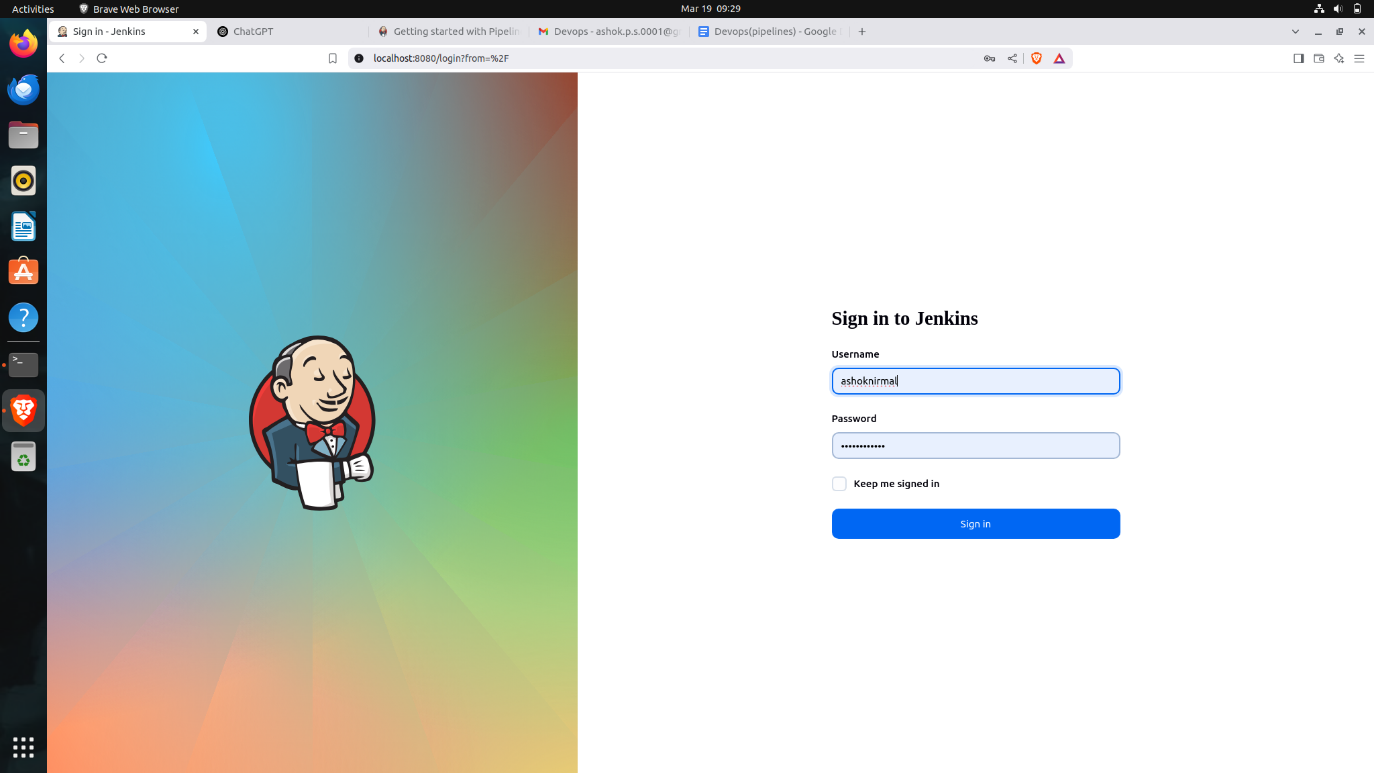 Activities
Brave Web Browser
Mar 19 09:29
Sign in - Jenkins
ChatGPT
Getting started with Pipelin
Devops - ashok.p.s.0001@g
Devops(pipelines) - Google
localhost:8080/login?from=%2F
Sign in to Jenkins
Username
ashoknirmal
Password
••••••••••••
Keep me signed in
Sign in